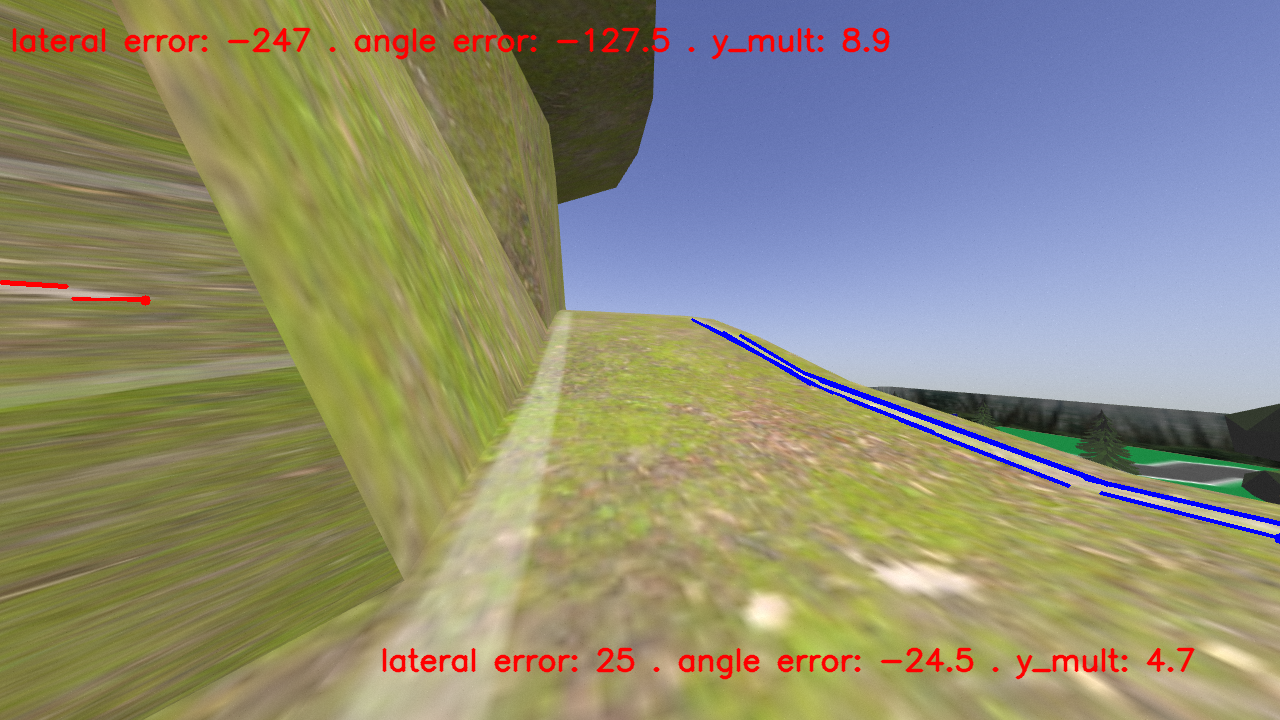 lateral error: -247 . angle error: -127.5 . y_mult: 8.9
lateral error: 25 . angle error: -24.5 . y_mult: 4.7